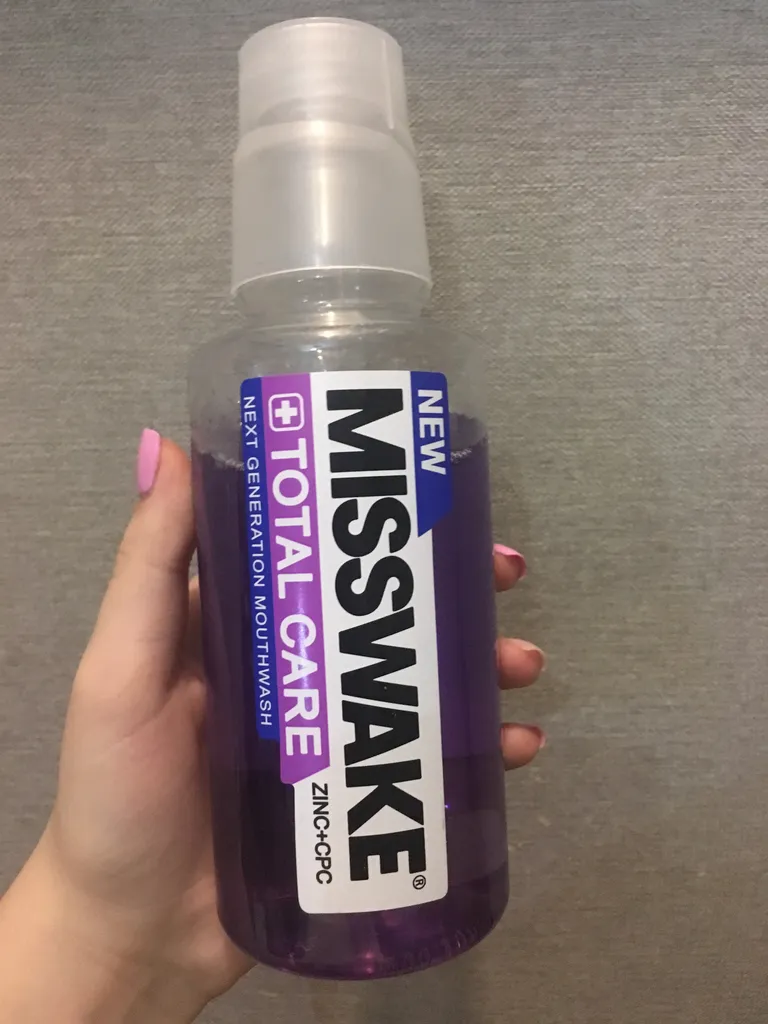 NEW
MISSWAKE®
TOTAL CARE
ZINC+CPC
NEXT GENERATION MOUTHWASH